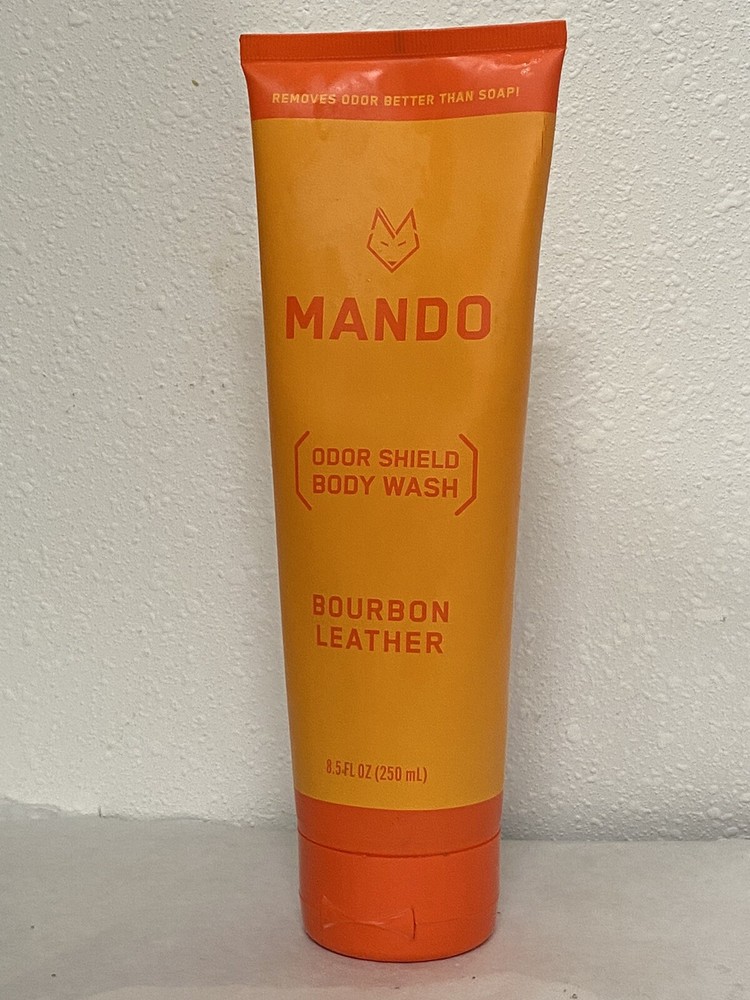 REMOVES ODOR BETTER THAN SOAP!
MANDO
ODOR SHIELD
BODY WASH
BOURBON
LEATHER
8.5 FL OZ (250 mL)